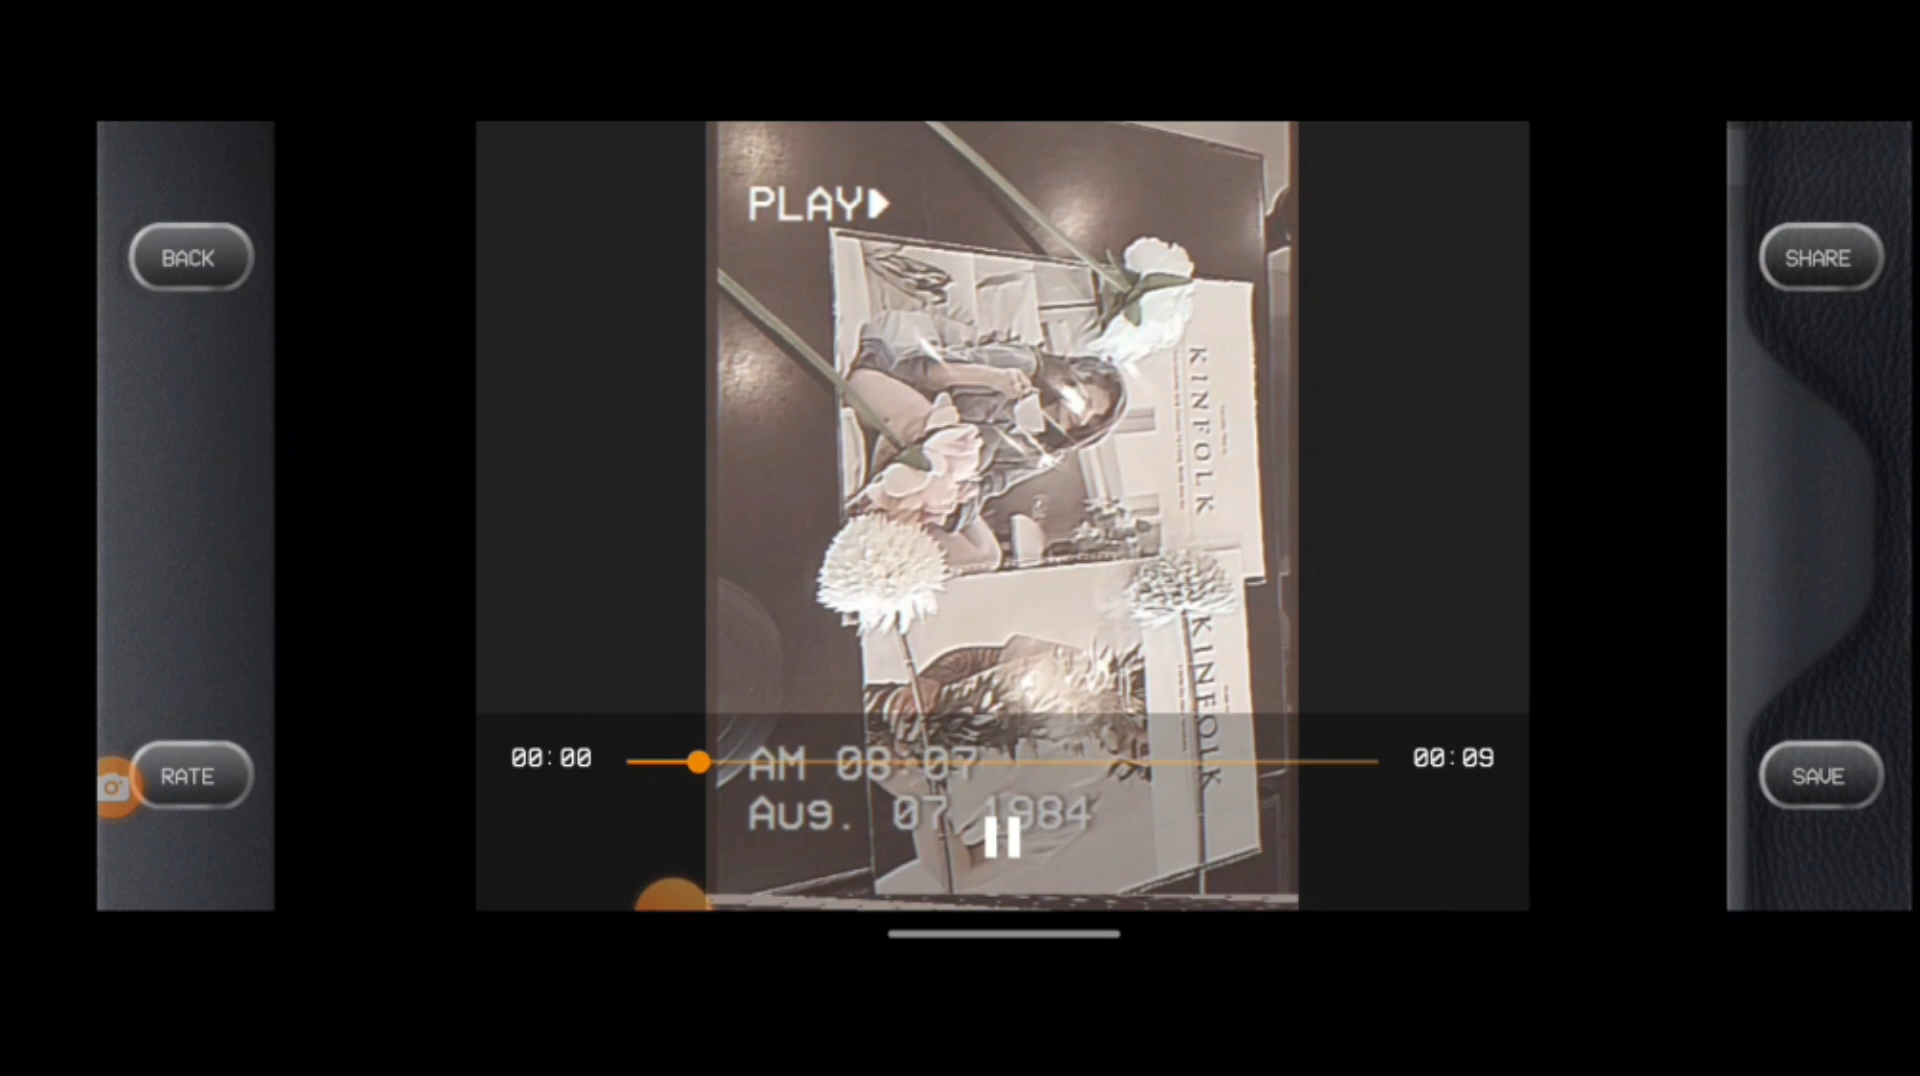 BACK
SHARE
PLAY
KINFOLK
KINFOLK
00:00
00:09
AM 08:07
Aug. 07 1984
RATE
SAVE